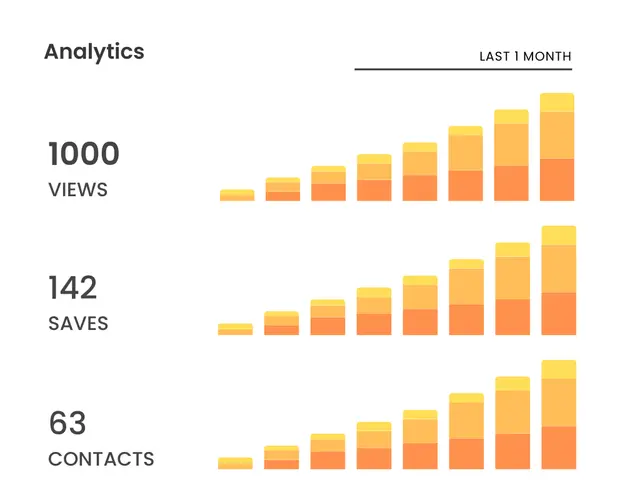 Analytics
LAST 1 MONTH
1000
VIEWS
142
SAVES
63
CONTACTS